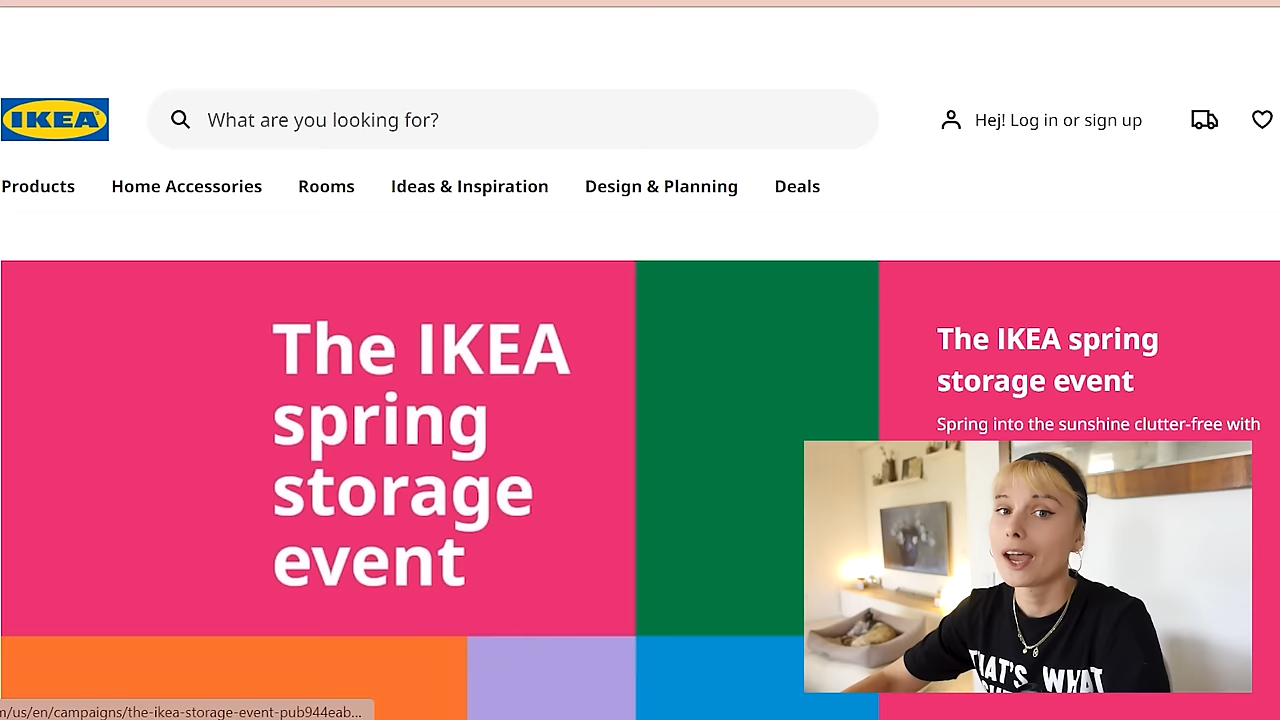 IKEA
What are you looking for?
Hej! Log in or sign up
Products Home Accessories Rooms Ideas & Inspiration Design & Planning Deals
The IKEA
spring
storage
event
The IKEA spring
storage event
Spring into the sunshine clutter-free with
THAT'S WHAT
m/us/en/campaigns/the-ikea-storage-event-pub944eab...